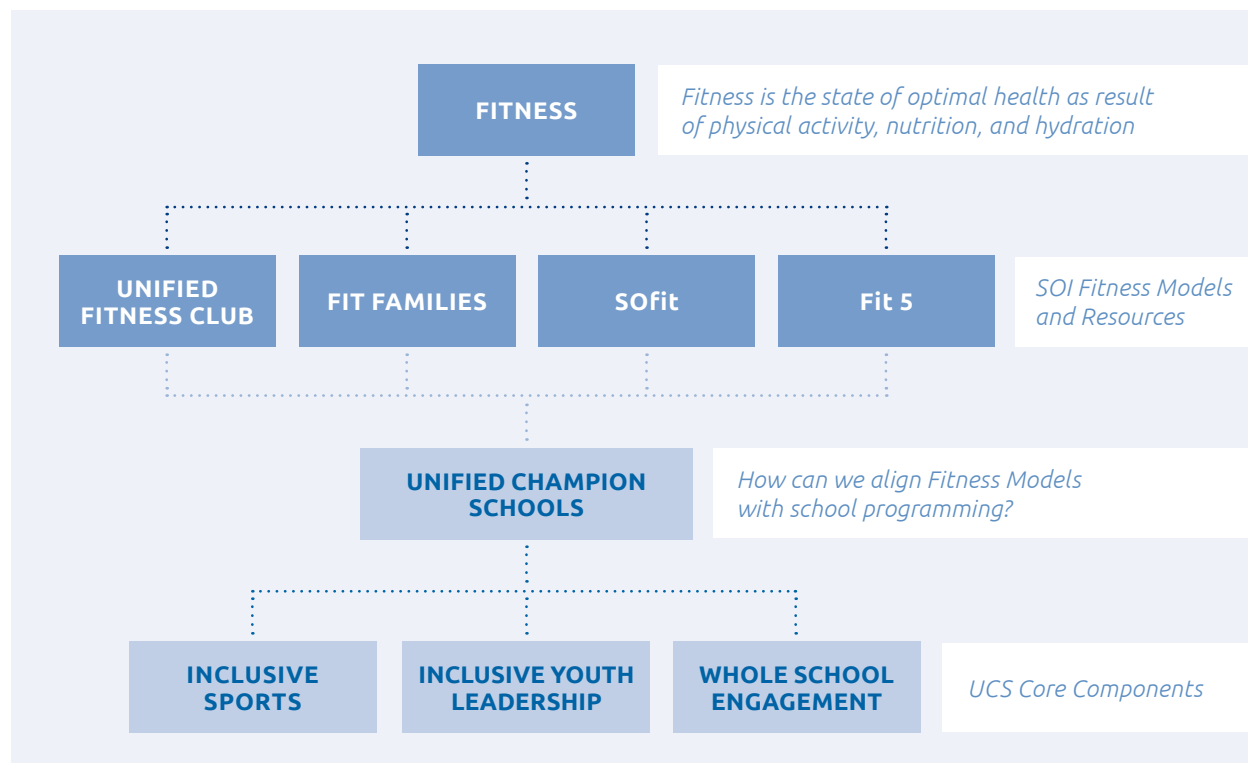 FITNESS
Fitness is the state of optimal health as result
of physical activity, nutrition, and hydration
UNIFIED
FITNESS CLUB
FIT FAMILIES
SOfit
Fit 5
SOI Fitness Models
and Resources
UNIFIED CHAMPION
SCHOOLS
How can we align Fitness Models
with school programming?
INCLUSIVE
SPORTS
INCLUSIVE YOUTH
LEADERSHIP
WHOLE SCHOOL
ENGAGEMENT
UCS Core Components